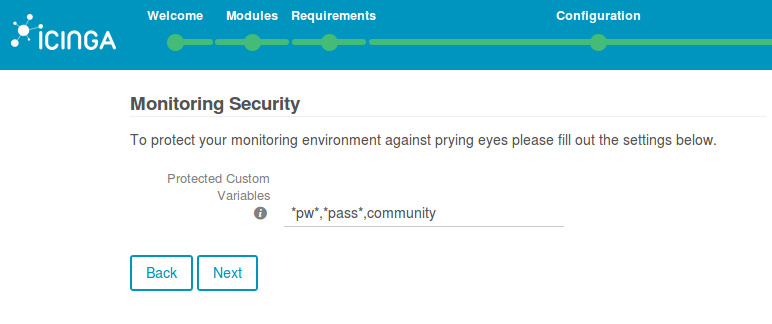 Welcome Modules Requirements Configuration
ICINGA
Monitoring Security
To protect your monitoring environment against prying eyes please fill out the settings below.
Protected Custom
Variables
*pw*,*pass*,community
Back Next